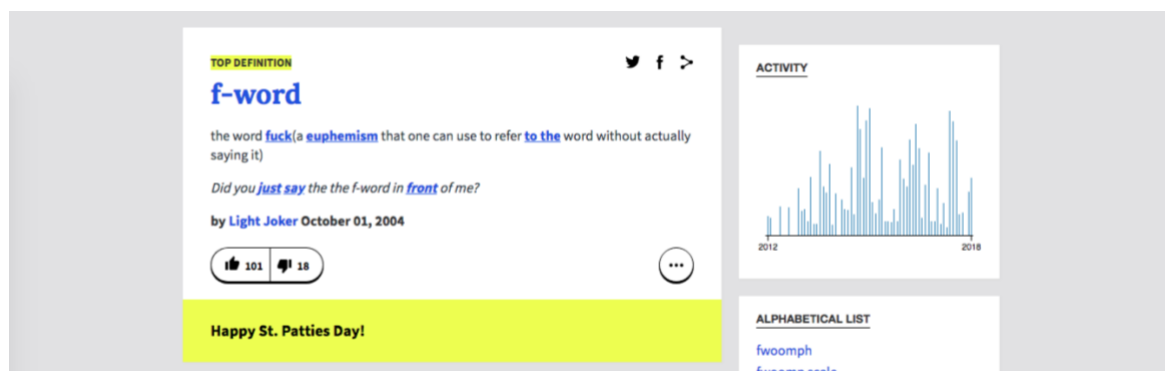 TOP DEFINITION
f-word
the word fuck(a euphemism that one can use to refer to the word without actually
saying it)
Did you just say the the f-word in front of me?
by Light Joker October 01, 2004
101 18
Happy St. Patties Day!
ACTIVITY
2012 2018
ALPHABETICAL LIST
fwoomph